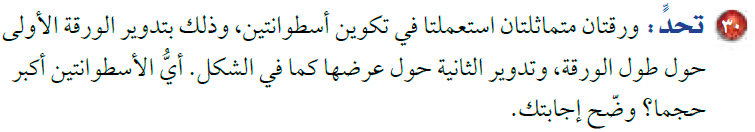 ٣٠ تحدٍّ: ورقتان متماثلتان استعملتا في تكوين أسطوانتين، وذلك بتدوير الورقة الأولى
حول طول الورقة، وتدوير الثانية حول عرضها كما في الشكل. أيُّ الأسطوانتين أكبر
حجما؟ وضّح إجابتك.